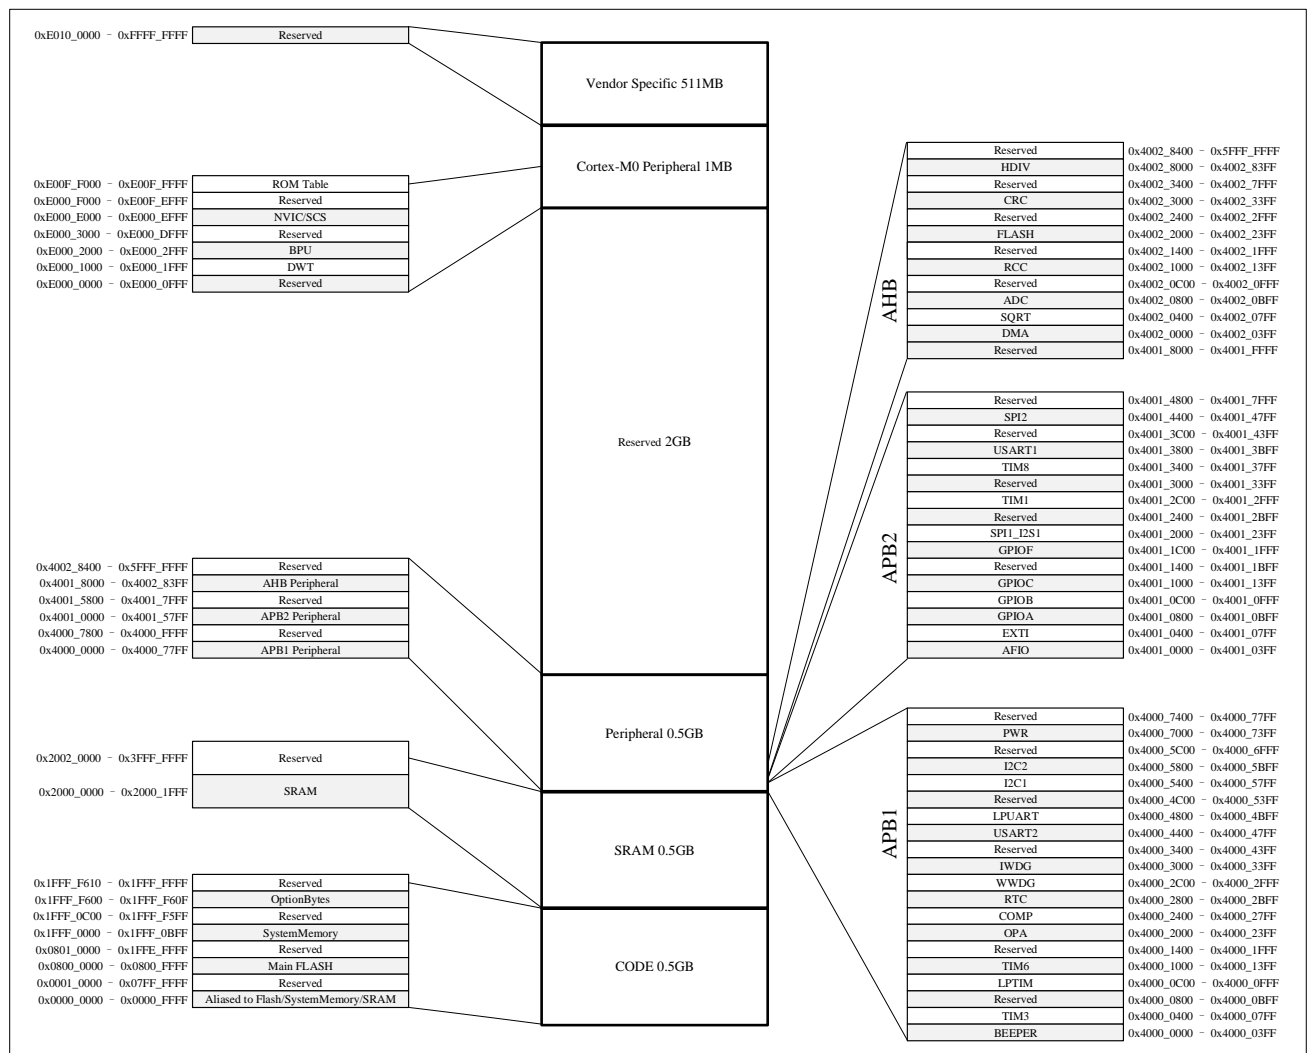 0xE010_0000 - 0xFFFF_FFFF Reserved
0xE00F_F000 - 0xE00F_FFFF ROM Table
0xE000_F000 - 0xE00F_EFFF Reserved
0xE000_E000 - 0xE000_EFFF NVIC/SCS
0xE000_3000 - 0xE000_DFFF Reserved
0xE000_2000 - 0xE000_2FFF BPU
0xE000_1000 - 0xE000_1FFF DWT
0xE000_0000 - 0xE000_0FFF Reserved
0x4002_8400 - 0x5FFF_FFFF Reserved
0x4001_8000 - 0x4002_83FF AHB Peripheral
0x4001_5800 - 0x4001_7FFF Reserved
0x4001_0000 - 0x4001_57FF APB2 Peripheral
0x4000_7800 - 0x4000_FFFF Reserved
0x4000_0000 - 0x4000_77FF APB1 Peripheral
0x2002_0000 - 0x3FFF_FFFF Reserved
0x2000_0000 - 0x2000_1FFF SRAM
0x1FFF_F610 - 0x1FFF_FFFF Reserved
0x1FFF_F600 - 0x1FFF_F60F OptionBytes
0x1FFF_0C00 - 0x1FFF_F5FF Reserved
0x1FFF_0000 - 0x1FFF_0BFF SystemMemory
0x0801_0000 - 0x1FFE_FFFF Reserved
0x0800_0000 - 0x0800_FFFF Main FLASH
0x0001_0000 - 0x07FF_FFFF Reserved
0x0000_0000 - 0x0000_FFFF Aliased to Flash/SystemMemory/SRAM
Vendor Specific 511MB
Cortex-M0 Peripheral 1MB
Reserved 2GB
Peripheral 0.5GB
SRAM 0.5GB
CODE 0.5GB
AHB
Reserved 0x4002_8400 - 0x5FFF_FFFF
HDIV 0x4002_8000 - 0x4002_83FF
Reserved 0x4002_3400 - 0x4002_7FFF
CRC 0x4002_3000 - 0x4002_33FF
Reserved 0x4002_2400 - 0x4002_2FFF
FLASH 0x4002_2000 - 0x4002_23FF
Reserved 0x4002_1400 - 0x4002_1FFF
RCC 0x4002_1000 - 0x4002_13FF
Reserved 0x4002_0C00 - 0x4002_0FFF
ADC 0x4002_0800 - 0x4002_0BFF
SQRT 0x4002_0400 - 0x4002_07FF
DMA 0x4002_0000 - 0x4002_03FF
Reserved 0x4001_8000 - 0x4001_FFFF
APB2
Reserved 0x4001_4800 - 0x4001_7FFF
SPI2 0x4001_4400 - 0x4001_47FF
Reserved 0x4001_3C00 - 0x4001_43FF
USART1 0x4001_3800 - 0x4001_3BFF
TIM8 0x4001_3400 - 0x4001_37FF
Reserved 0x4001_3000 - 0x4001_33FF
TIM1 0x4001_2C00 - 0x4001_2FFF
Reserved 0x4001_2400 - 0x4001_2BFF
SPI1_I2S1 0x4001_2000 - 0x4001_23FF
GPIOF 0x4001_1C00 - 0x4001_1FFF
Reserved 0x4001_1400 - 0x4001_1BFF
GPIOC 0x4001_1000 - 0x4001_13FF
GPIOB 0x4001_0C00 - 0x4001_0FFF
GPIOA 0x4001_0800 - 0x4001_0BFF
EXTI 0x4001_0400 - 0x4001_07FF
AFIO 0x4001_0000 - 0x4001_03FF
APB1
Reserved 0x4000_7400 - 0x4000_77FF
PWR 0x4000_7000 - 0x4000_73FF
Reserved 0x4000_5C00 - 0x4000_6FFF
I2C2 0x4000_5800 - 0x4000_5BFF
I2C1 0x4000_5400 - 0x4000_57FF
Reserved 0x4000_4C00 - 0x4000_53FF
LPUART 0x4000_4800 - 0x4000_4BFF
USART2 0x4000_4400 - 0x4000_47FF
Reserved 0x4000_3400 - 0x4000_43FF
IWDG 0x4000_3000 - 0x4000_33FF
WWDG 0x4000_2C00 - 0x4000_2FFF
RTC 0x4000_2800 - 0x4000_2BFF
COMP 0x4000_2400 - 0x4000_27FF
OPA 0x4000_2000 - 0x4000_23FF
Reserved 0x4000_1400 - 0x4000_1FFF
TIM6 0x4000_1000 - 0x4000_13FF
LPTIM 0x4000_0C00 - 0x4000_0FFF
Reserved 0x4000_0800 - 0x4000_0BFF
TIM3 0x4000_0400 - 0x4000_07FF
BEEPER 0x4000_0000 - 0x4000_03FF